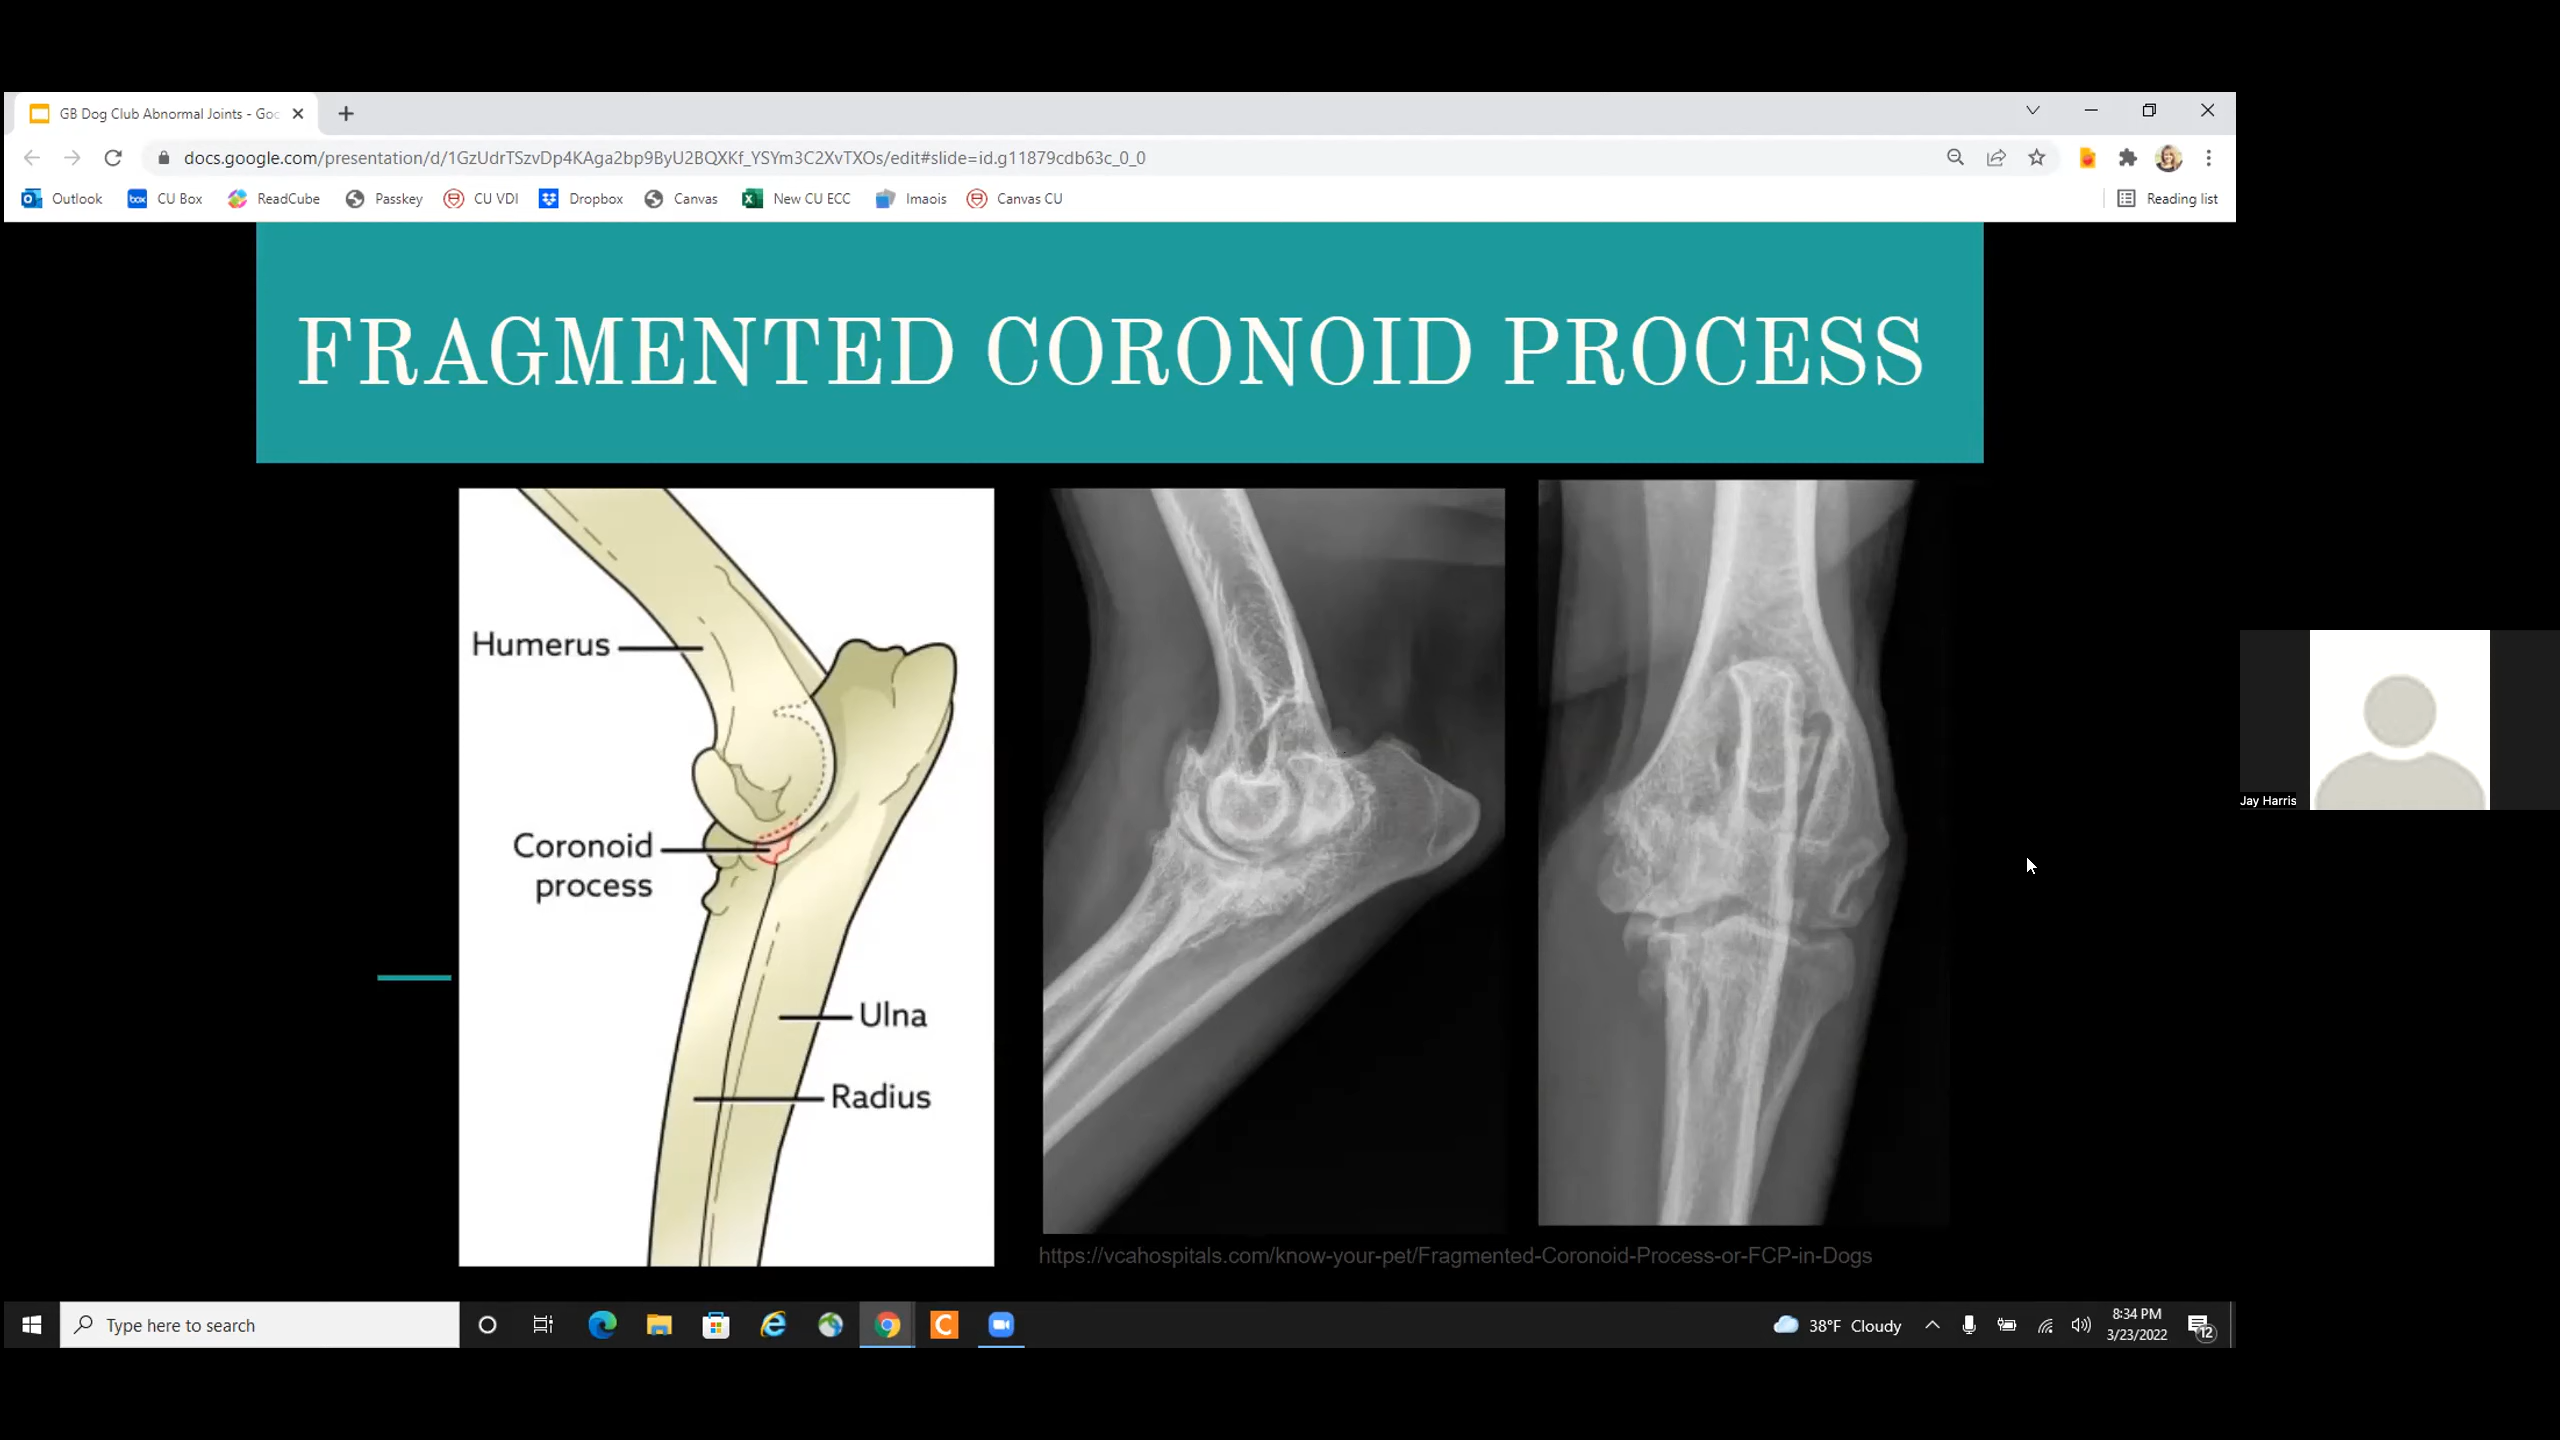 GB Dog Club Abnormal Joints - Goo
docs.google.com/presentation/d/1GzUdrTSzvDp4KAga2bp9ByU2BQXKf_YSYm3C2XvTXOs/edit#slide=id.g11879cdb63c_0_0
Outlook
box CU Box
ReadCube
Passkey
CU VDI
Dropbox
Canvas
New CU ECC
Imaois
Canvas CU
Reading list
FRAGMENTED CORONOID PROCESS
Humerus
Coronoid
process
Ulna
Radius
https://vcahospitals.com/know-your-pet/Fragmented-Coronoid-Process-or-FCP-in-Dogs
Jay Harris
Type here to search
38°F Cloudy
8:34 PM
3/23/2022
12